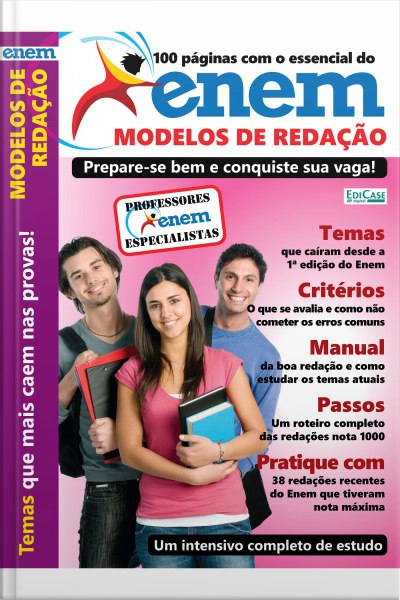 enem
MODELOS DE
REDAÇÃO
Temas que mais caem nas provas!
100 páginas com o essencial do
enem
MODELOS DE REDAÇÃO
Prepare-se bem e conquiste sua vaga!
EDICASE
digital
PROFESSORES
enem
ESPECIALISTAS
Temas
que caíram desde a
1ª edição do Enem
Critérios
O que se avalia e como não
cometer os erros comuns
Manual
da boa redação e como
estudar os temas atuais
Passos
Um roteiro completo
das redações nota 1000
Pratique com
38 redações recentes
do Enem que tiveram
nota máxima
Um intensivo completo de estudo